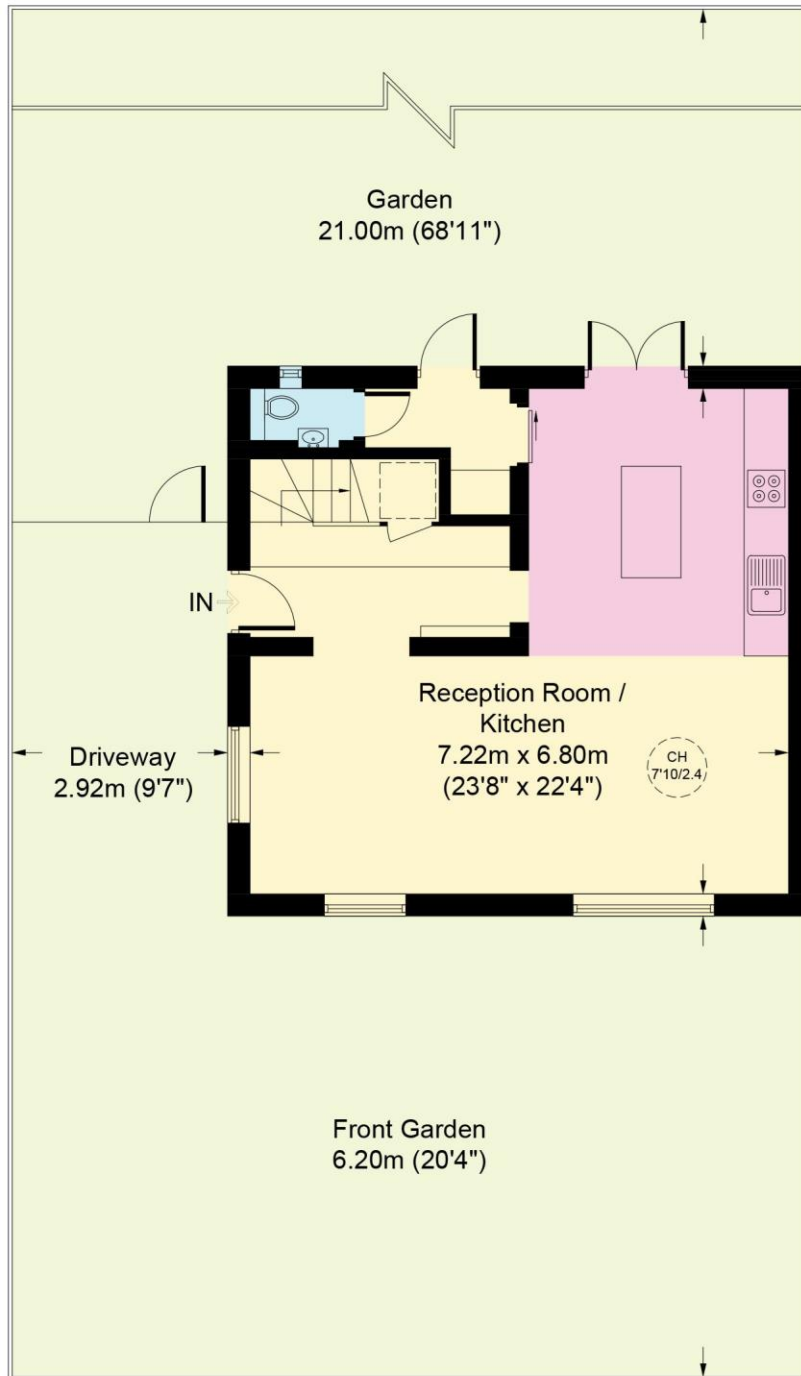 Garden
21.00m (68'11")
IN
Reception Room /
Kitchen
7.22m x 6.80m
(23'8" x 22'4")
CH
7'10/2.4
Driveway
2.92m (9'7")
Front Garden
6.20m (20'4")